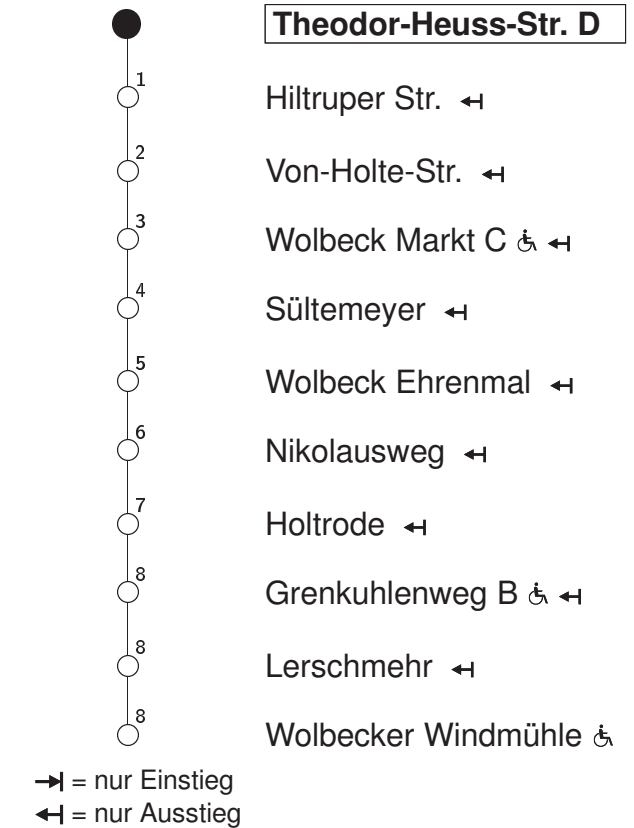 Theodor-Heuss-Str. D
1 Hiltruper Str.
2 Von-Holte-Str.
3 Wolbeck Markt C
4 Sültemeyer
5 Wolbeck Ehrenmal
6 Nikolausweg
7 Holtrode
8 Grenkuhlenweg B
8 Lerschmehr
8 Wolbecker Windmühle
= nur Einstieg
= nur Ausstieg